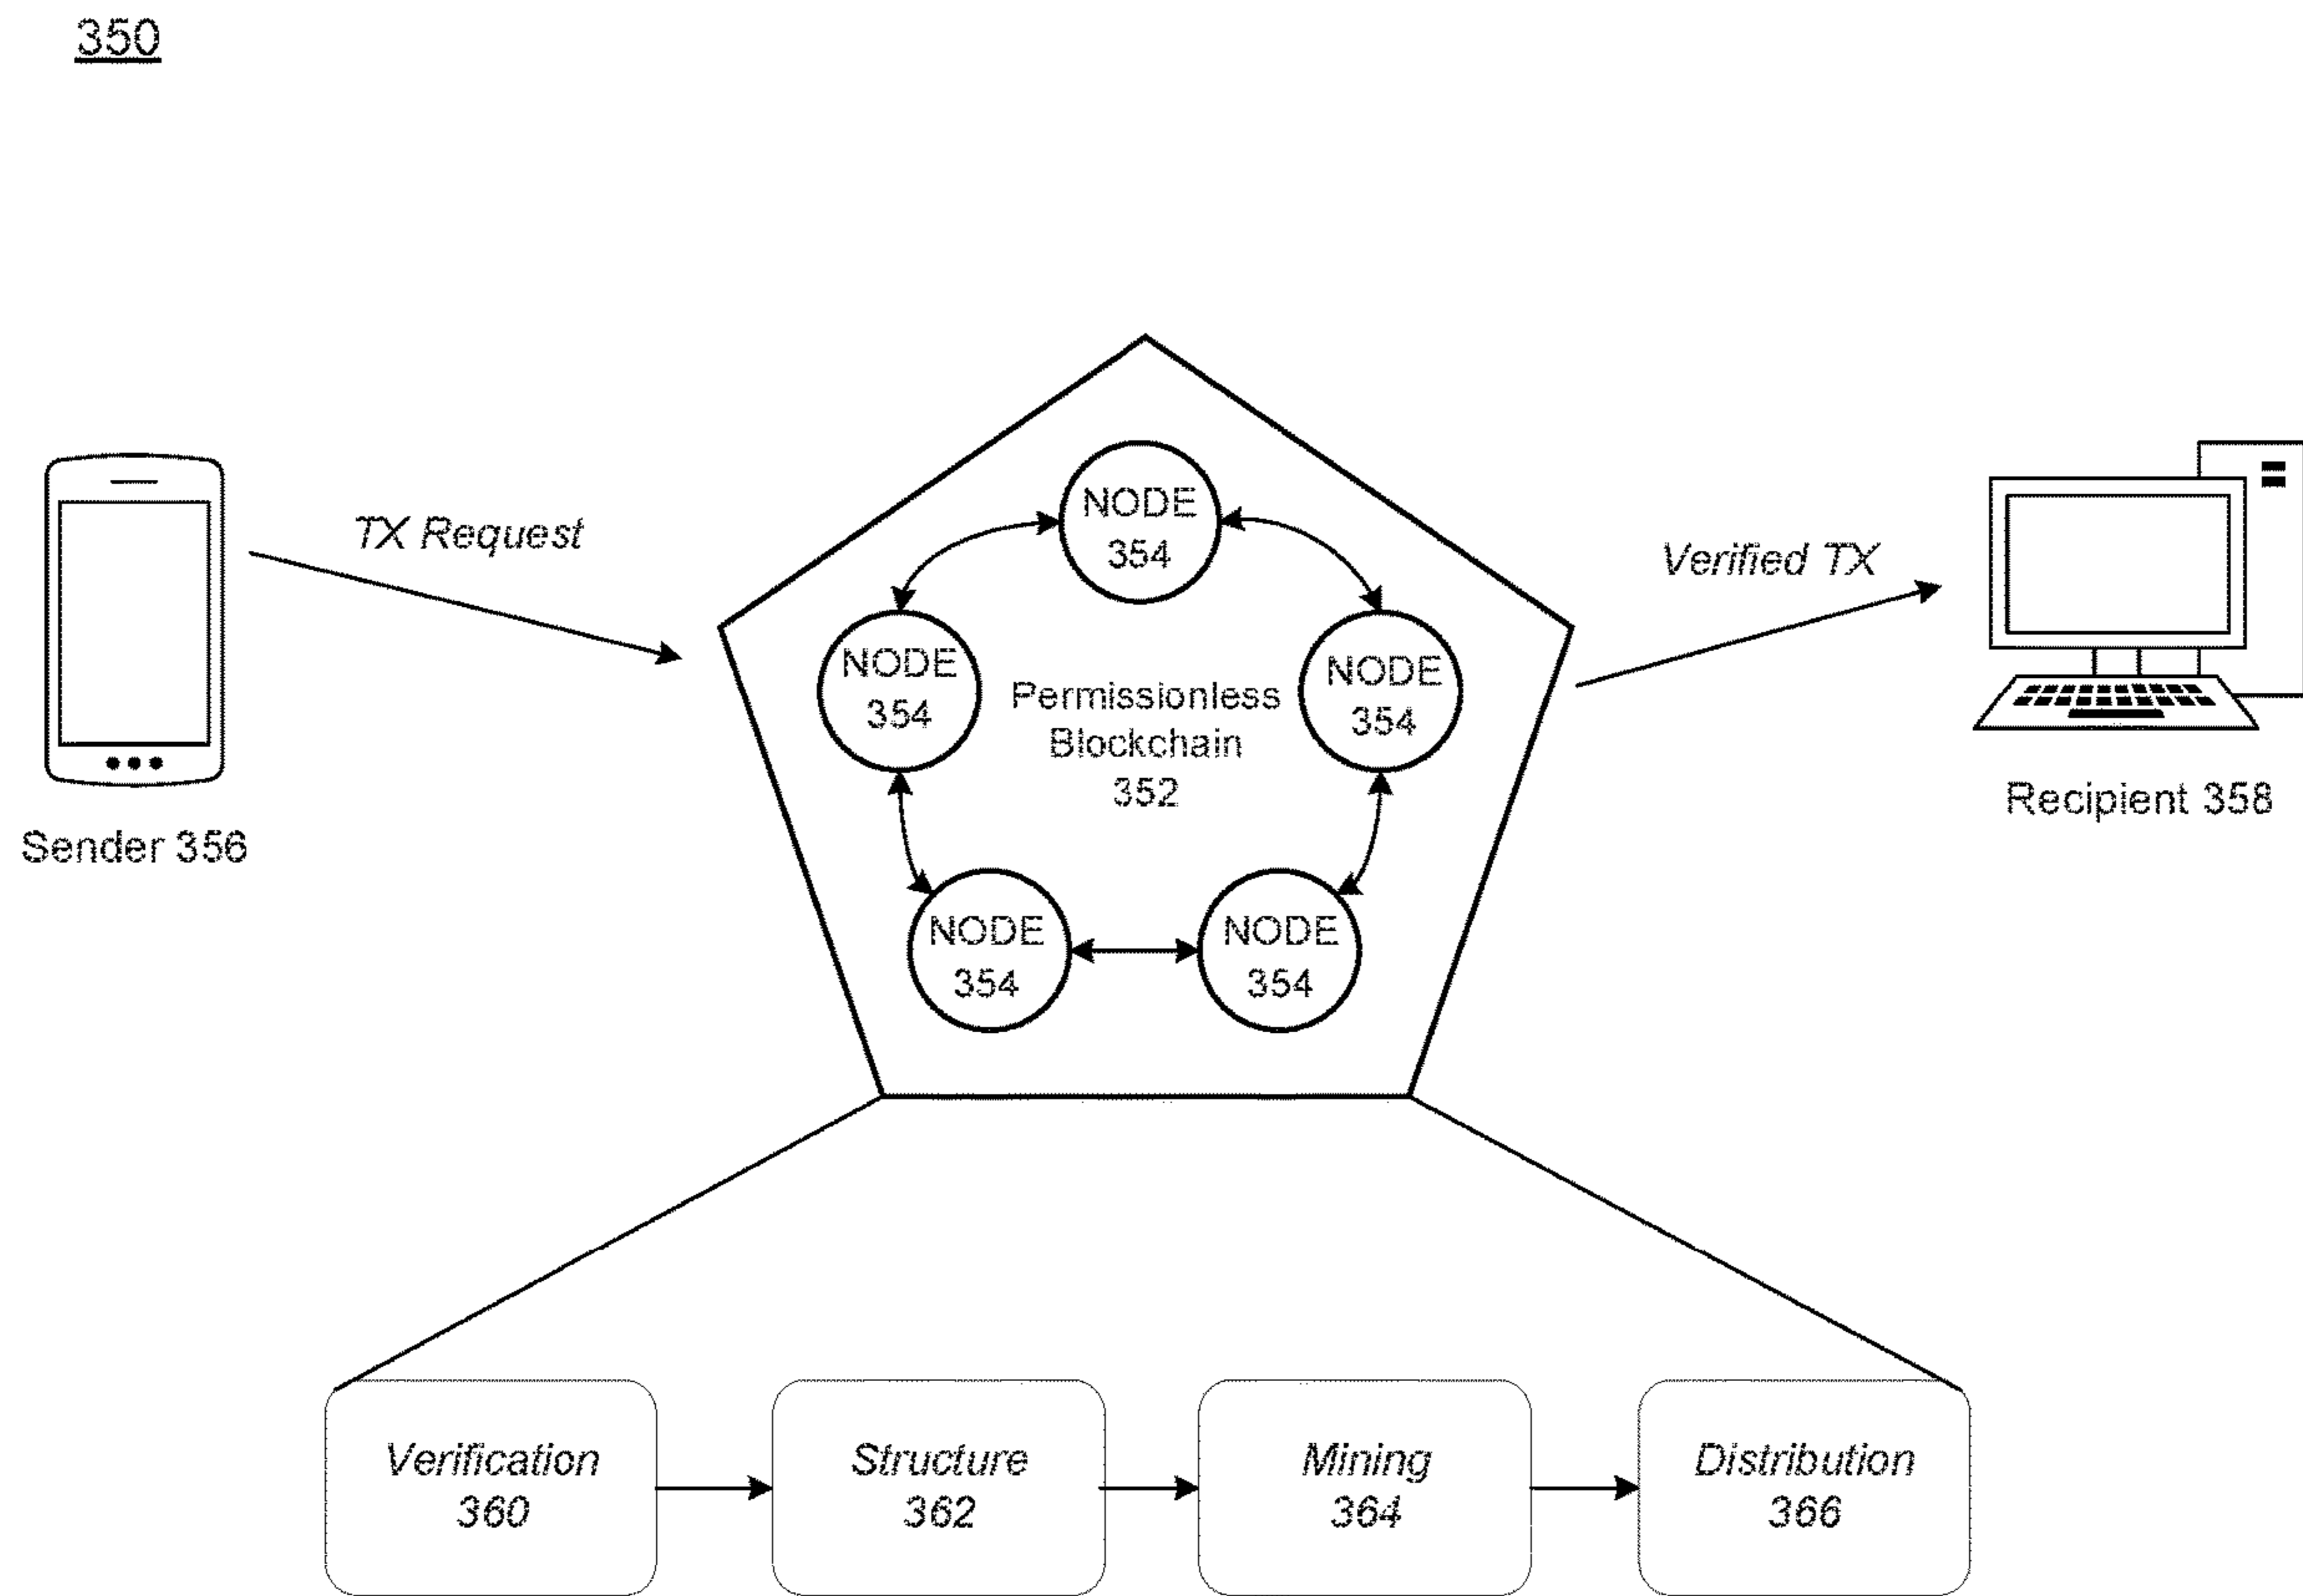 350
NODE
354
TX Request
Verified TX
NODE
354
NODE
354
Permissionless
Blockchain
352
Sender 356
Recipient 358
NODE
354
NODE
354
Verification
360
Structure
362
Mining
364
Distribution
366